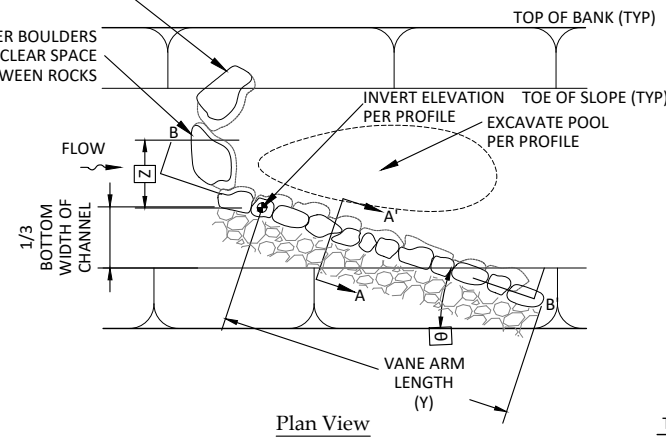 TOP OF BANK (TYP)
ER BOULDERS
CLEAR SPACE
WEEN ROCKS
INVERT ELEVATION
PER PROFILE
TOE OF SLOPE (TYP)
EXCAVATE POOL
PER PROFILE
FLOW
B'
Z
A'
1/3
BOTTOM
WIDTH OF
CHANNEL
A
B
θ
VANE ARM
LENGTH
(Y)
Plan View